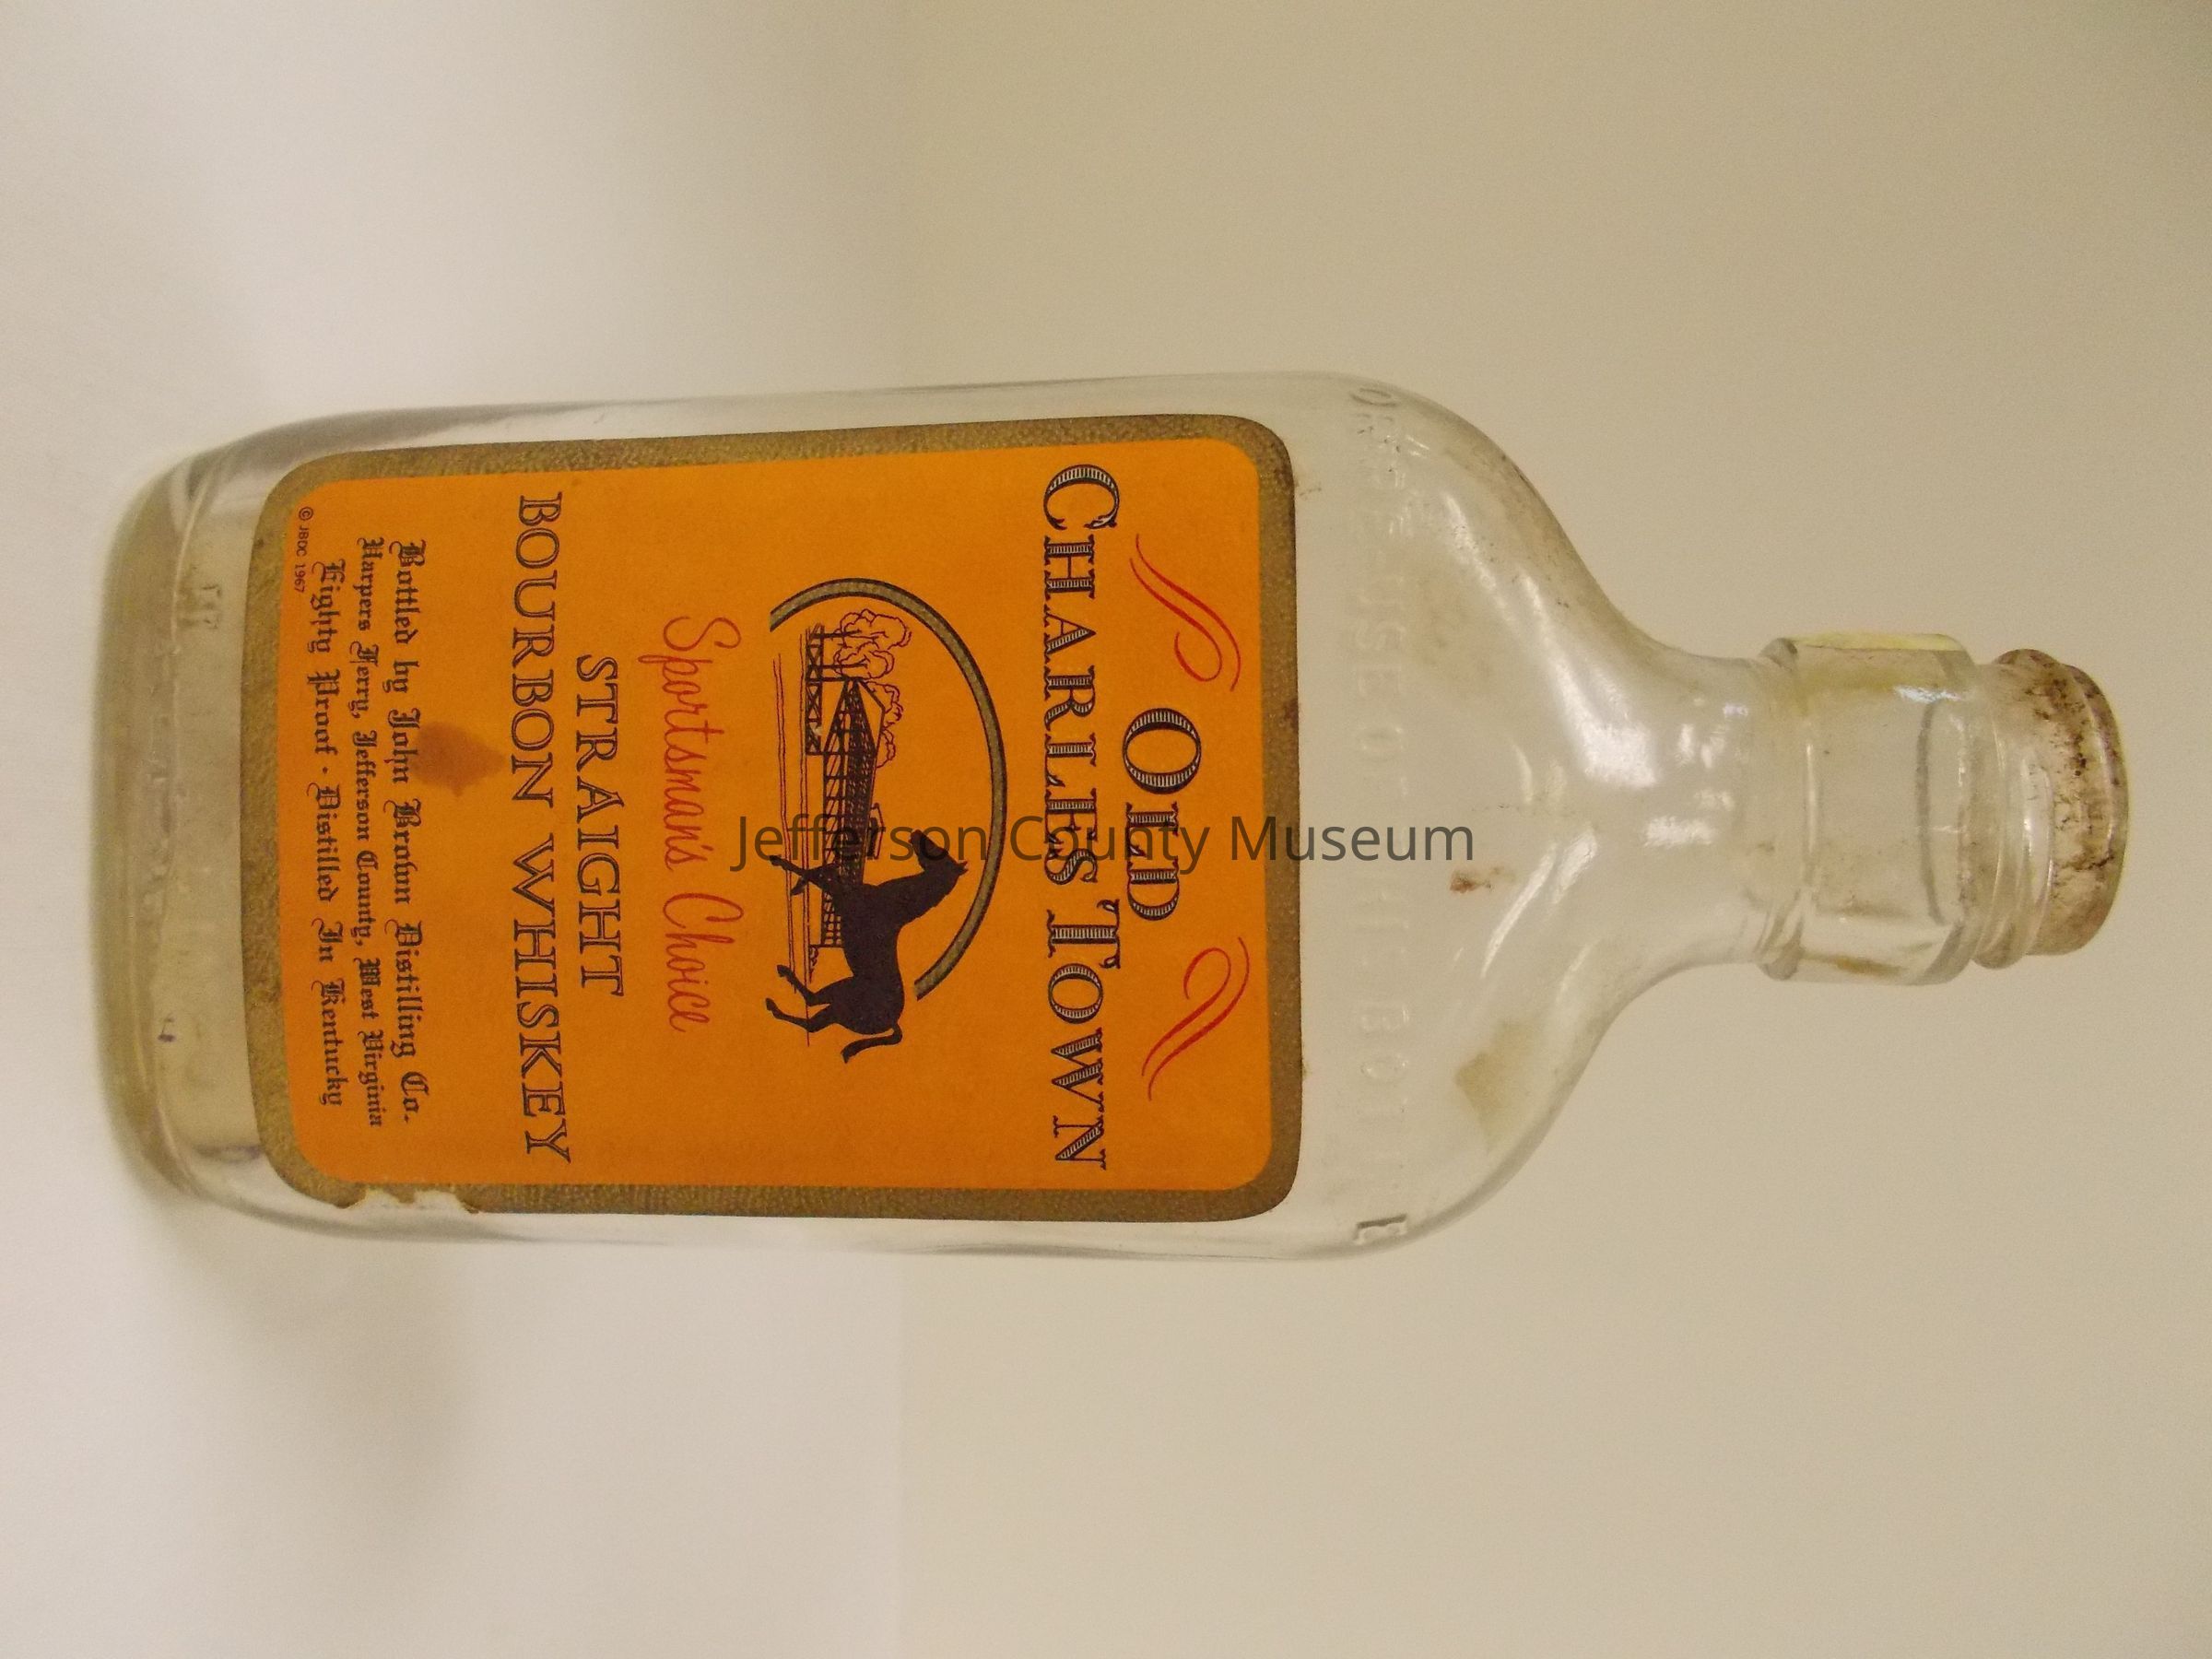 OLD
CHARLES TOWN
Sportsman's Choice
STRAIGHT
BOURBON WHISKEY
Bottled by John Brown Distilling Co.
Harpers Ferry, Jefferson County, West Virginia
Eighty Proof • Distilled In Kentucky
© JBDC 1967
Jefferson County Museum